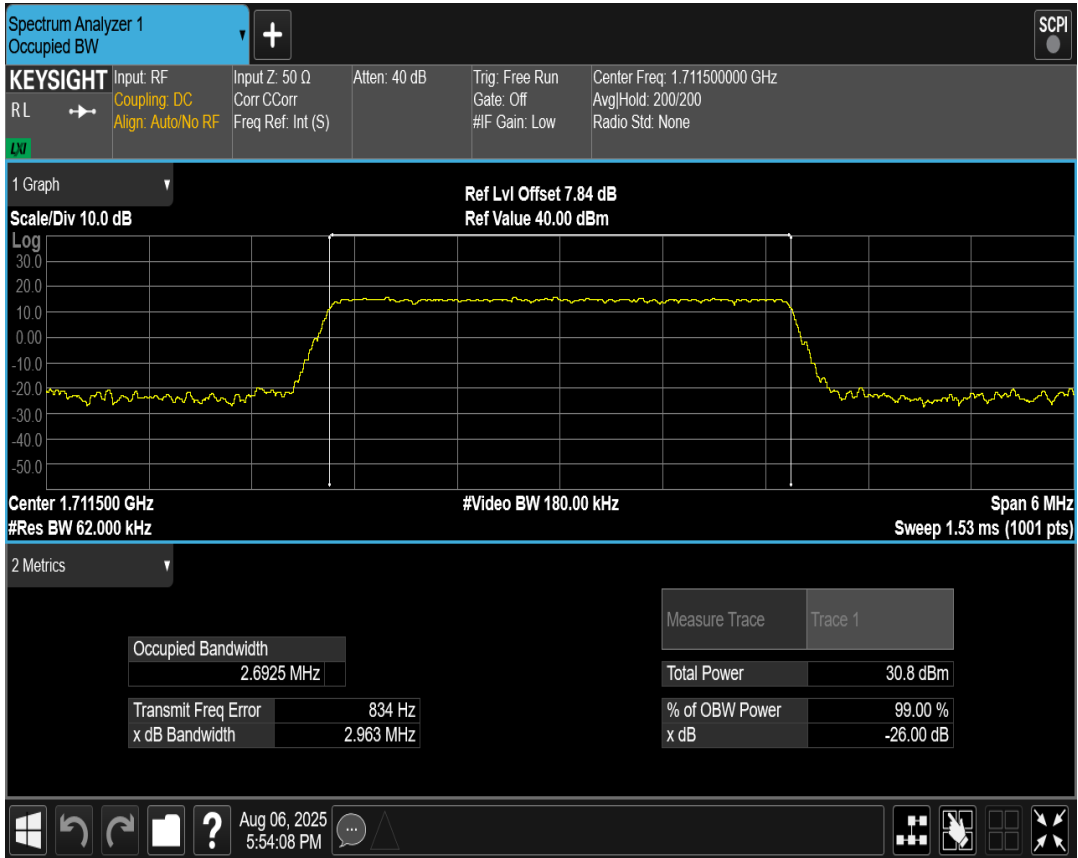 Spectrum Analyzer 1
Occupied BW
+
SCPI
KEYSIGHT
RL
LXI
Input: RF
Coupling: DC
Align: Auto/No RF
Input Z: 50 Ω
Corr CCorr
Freq Ref: Int (S)
Atten: 40 dB
Trig: Free Run
Gate: Off
#IF Gain: Low
Center Freq: 1.711500000 GHz
Avg|Hold: 200/200
Radio Std: None
1 Graph
Ref Lvl Offset 7.84 dB
Scale/Div 10.0 dB
Ref Value 40.00 dBm
Log
30.0
20.0
10.0
0.00
-10.0
-20.0
-30.0
-40.0
-50.0
Center 1.711500 GHz
#Video BW 180.00 kHz
Span 6 MHz
#Res BW 62.000 kHz
Sweep 1.53 ms (1001 pts)
2 Metrics
Measure Trace
Trace 1
Occupied Bandwidth
2.6925 MHz
Total Power
30.8 dBm
Transmit Freq Error
834 Hz
% of OBW Power
99.00 %
x dB Bandwidth
2.963 MHz
x dB
-26.00 dB
?
Aug 06, 2025
5:54:08 PM